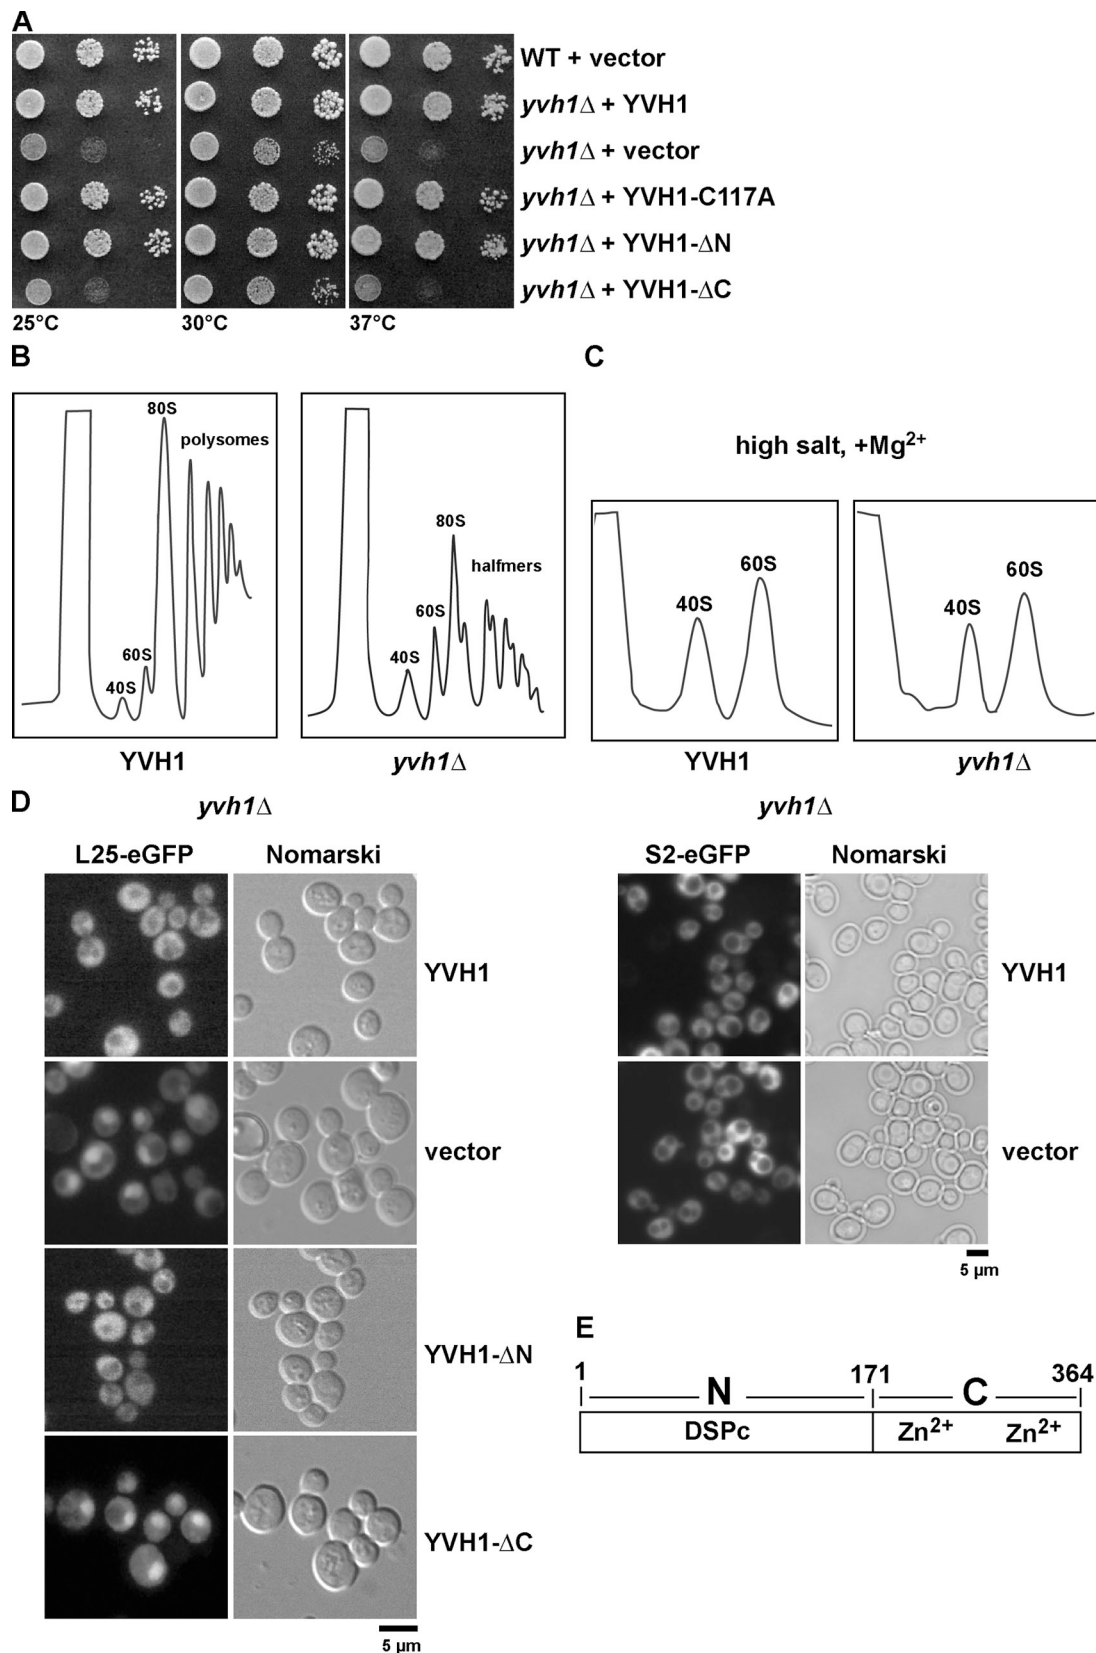 A
WT + vector
yvh1Δ + YVH1
yvh1Δ + vector
yvh1Δ + YVH1-C117A
yvh1Δ + YVH1-ΔN
yvh1Δ + YVH1-ΔC
25°C 30°C 37°C
B
80S
polysomes
60S
40S
YVH1
80S
halfmers
60S
40S
yvh1Δ
C
high salt, +Mg²⁺
40S
60S
YVH1
40S
60S
yvh1Δ
D
yvh1Δ
L25-eGFP Nomarski
YVH1
vector
YVH1-ΔN
YVH1-ΔC
5 µm
yvh1Δ
S2-eGFP Nomarski
YVH1
vector
5 µm
E
1 171 364
N C
DSPc Zn²⁺ Zn²⁺